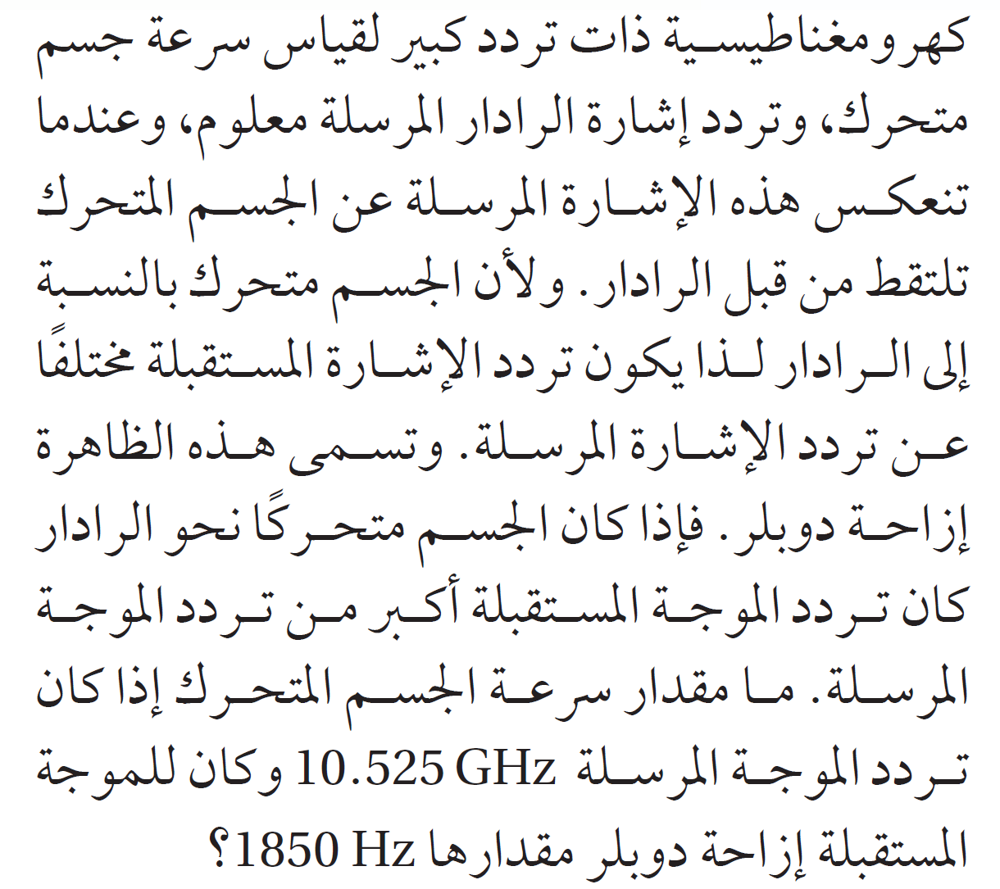 كهرومغناطيسية ذات تردد كبير لقياس سرعة جسم
متحرك، وتردد إشارة الرادار المرسلة معلوم، وعندما
تنعكس هذه الإشارة المرسلة عن الجسم المتحرك
تلتقط من قبل الرادار. ولأن الجسم متحرك بالنسبة
إلى الرادار لذا يكون تردد الإشارة المستقبلة مختلفًا
عن تردد الإشارة المرسلة. وتسمى هذه الظاهرة
إزاحة دوبلر. فإذا كان الجسم متحركًا نحو الرادار
كان تردد الموجة المستقبلة أكبر من تردد الموجة
المرسلة. ما مقدار سرعة الجسم المتحرك إذا كان
تردد الموجة المرسلة 10.525 GHz وكان للموجة
المستقبلة إزاحة دوبلر مقدارها 1850 Hz؟